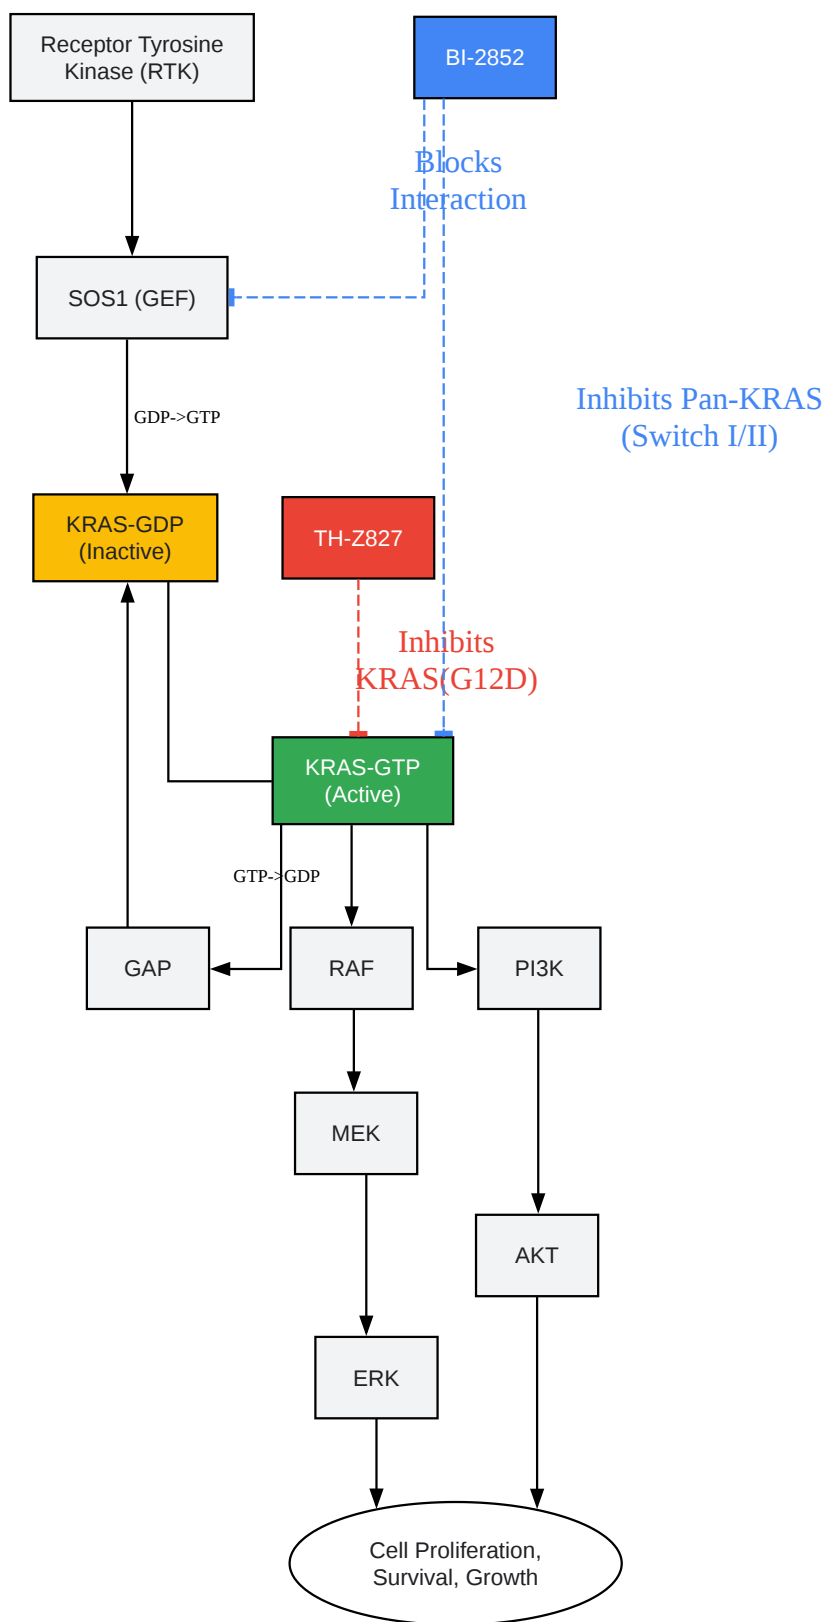 Receptor Tyrosine
Kinase (RTK)
BI-2852
Blocks
Interaction
SOS1 (GEF)
Inhibits Pan-KRAS
(Switch I/II)
GDP->GTP
KRAS-GDP
(Inactive)
TH-Z827
Inhibits
KRAS(G12D)
KRAS-GTP
(Active)
GTP->GDP
GAP
RAF
PI3K
MEK
AKT
ERK
Cell Proliferation,
Survival, Growth